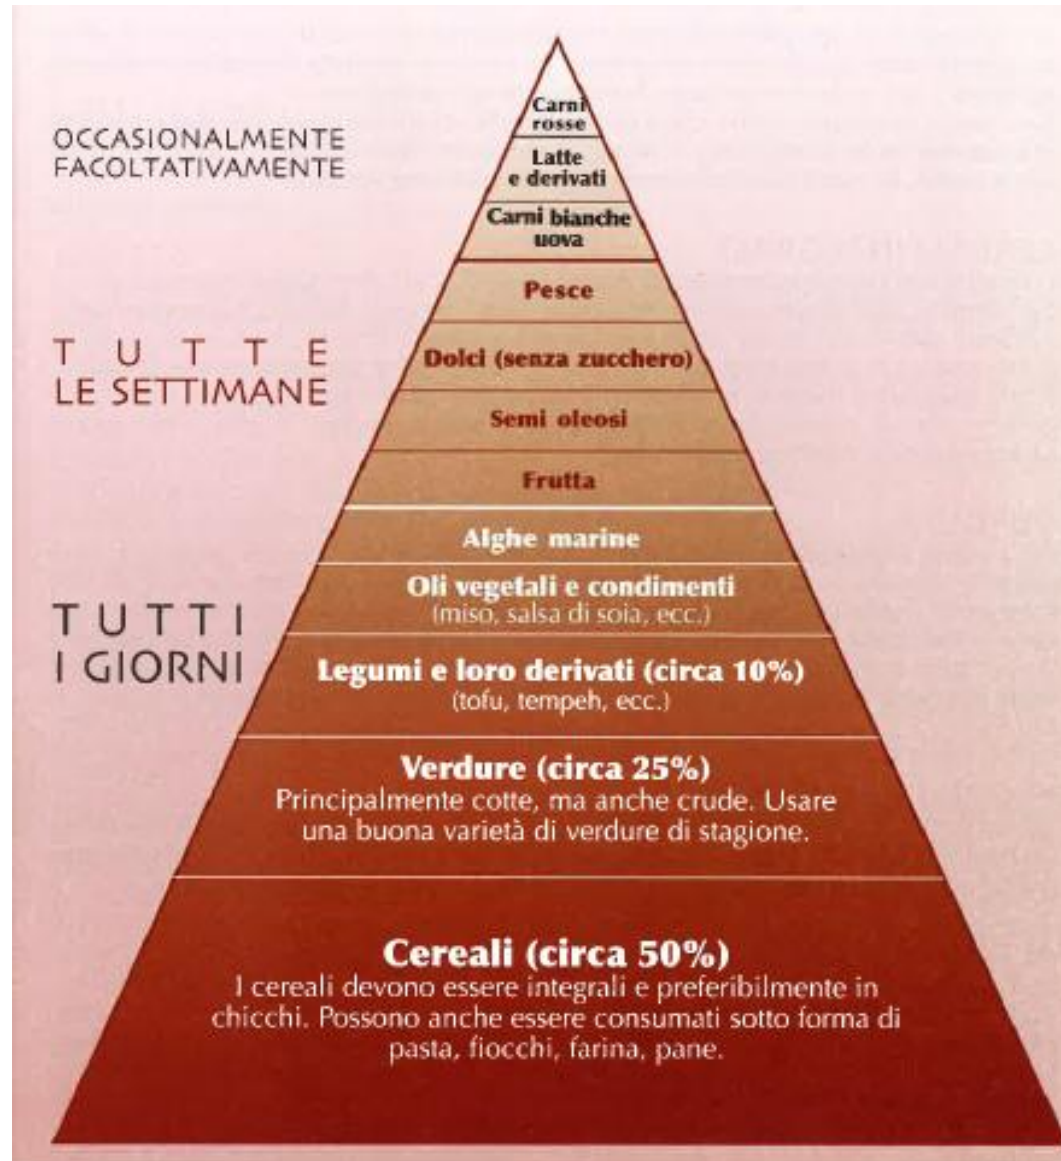 OCCASIONALMENTE
FACOLTATIVAMENTE
Carni
rosse
Latte
e derivati
Carni bianche
uova
TUTTE
LE SETTIMANE
Pesce
Dolci (senza zucchero)
Semi oleosi
Frutta
TUTTI
I GIORNI
Alghe marine
Oli vegetali e condimenti
(miso, salsa di soia, ecc.)
Legumi e loro derivati (circa 10%)
(tofu, tempeh, ecc.)
Verdure (circa 25%)
Principalmente cotte, ma anche crude. Usare
una buona varietà di verdure di stagione.
Cereali (circa 50%)
I cereali devono essere integrali e preferibilmente in
chicchi. Possono anche essere consumati sotto forma di
pasta, fiocchi, farina, pane.